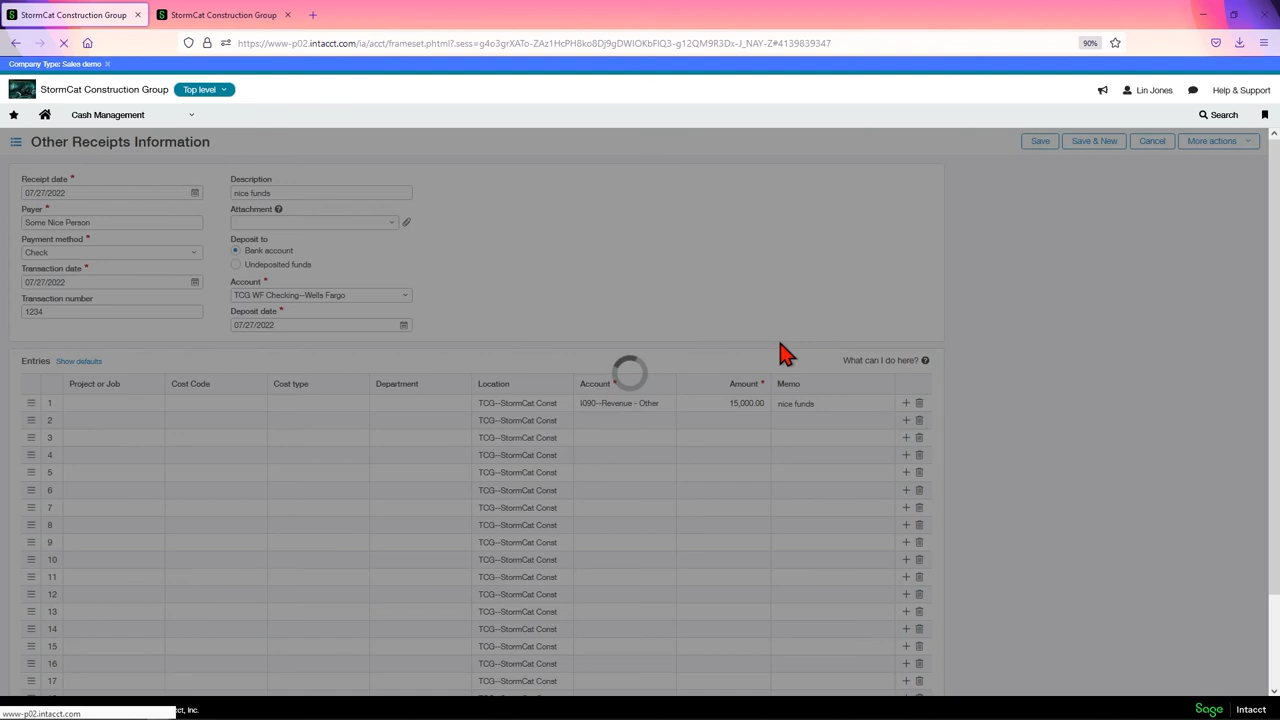 StormCat Construction Group
StormCat Construction Group
https://www-p02.intacct.com/ia/acct/frameset.phtml?.sess=g4o3grXATo-ZAz1HcPH8ko8Dj9gDWIOKbFlQ3-g12QM9R3Dx-J_NAY-Z#4139839347
90%
Company Type: Sales demo
StormCat Construction Group
Top level
Lin Jones
Help & Support
Cash Management
Search
Other Receipts Information
Save
Save & New
Cancel
More actions
Receipt date *
07/27/2022
Payer *
Some Nice Person
Payment method *
Check
Transaction date *
07/27/2022
Transaction number
1234
Description
nice funds
Attachment
Deposit to
Bank account
Undeposited funds
Account *
TCG WF Checking--Wells Fargo
Deposit date *
07/27/2022
Entries Show defaults
What can I do here?
Project or Job Cost Code Cost type Department Location Account * Amount * Memo
1 TCG--StormCat Const 4090--Revenue - Other 15,000.00 nice funds
2 TCG--StormCat Const
3 TCG--StormCat Const
4 TCG--StormCat Const
5 TCG--StormCat Const
6 TCG--StormCat Const
7 TCG--StormCat Const
8 TCG--StormCat Const
9 TCG--StormCat Const
10 TCG--StormCat Const
11 TCG--StormCat Const
12 TCG--StormCat Const
13 TCG--StormCat Const
14 TCG--StormCat Const
15 TCG--StormCat Const
16 TCG--StormCat Const
17 TCG--StormCat Const
www-p02.intacct.com
cct, Inc.
Sage Intacct